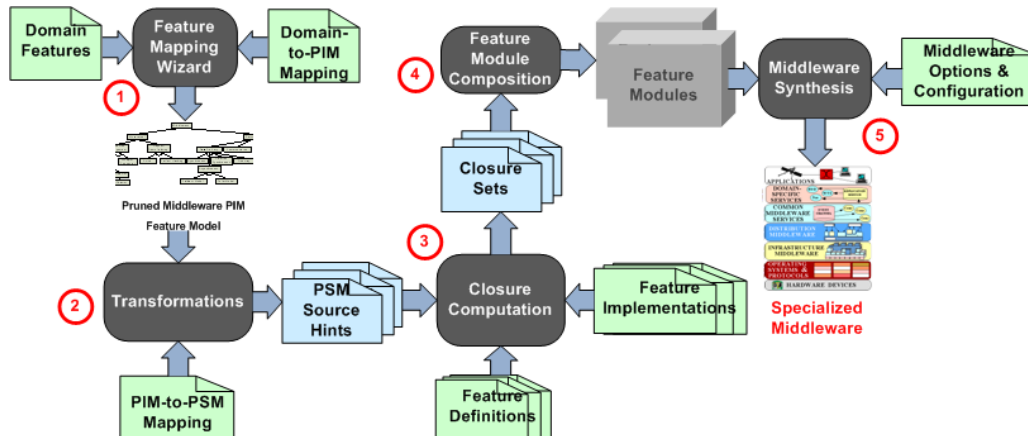 Domain
Features
Feature
Mapping
Wizard
Domain-
to-PIM
Mapping
1
Pruned Middleware PIM
Feature Model
2
Transformations
PIM-to-PSM
Mapping
PSM
Source
Hints
3
Closure
Computation
Feature
Definitions
Feature
Implementations
Closure
Sets
4
Feature
Module
Composition
Feature
Modules
Middleware
Synthesis
Middleware
Options &
Configuration
5
APPLICATIONS
DOMAIN-
SPECIFIC
SERVICES
COMMON
MIDDLEWARE
SERVICES
DISTRIBUTION
MIDDLEWARE
INFRASTRUCTURE
MIDDLEWARE
OPERATING
SYSTEMS &
PROTOCOLS
HARDWARE DEVICES
Specialized
Middleware